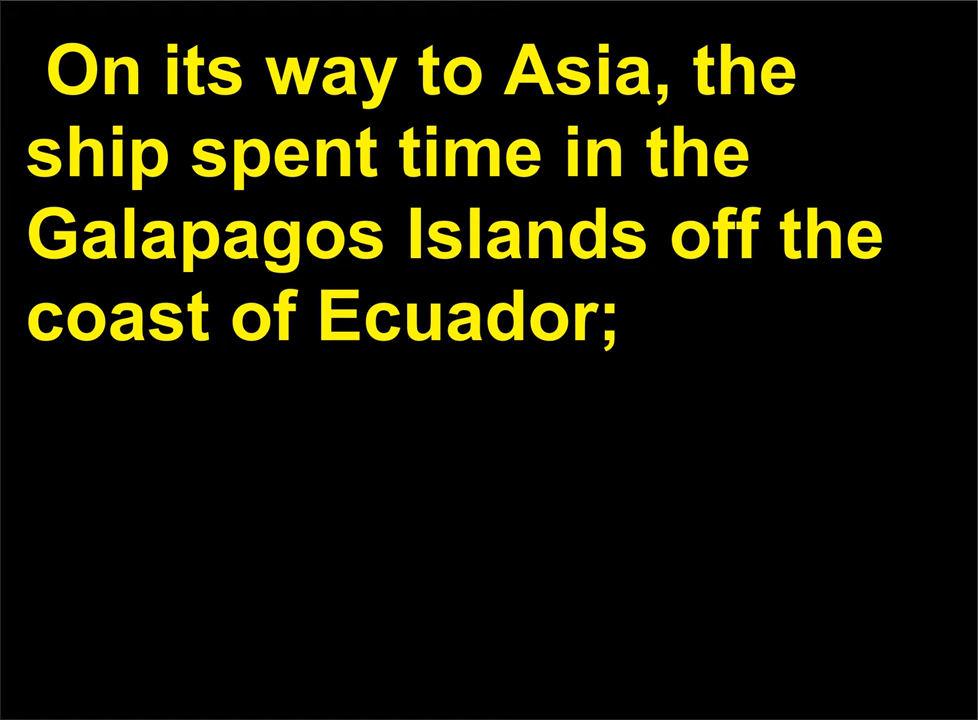 On its way to Asia, the
ship spent time in the
Galapagos Islands off the
coast of Ecuador;